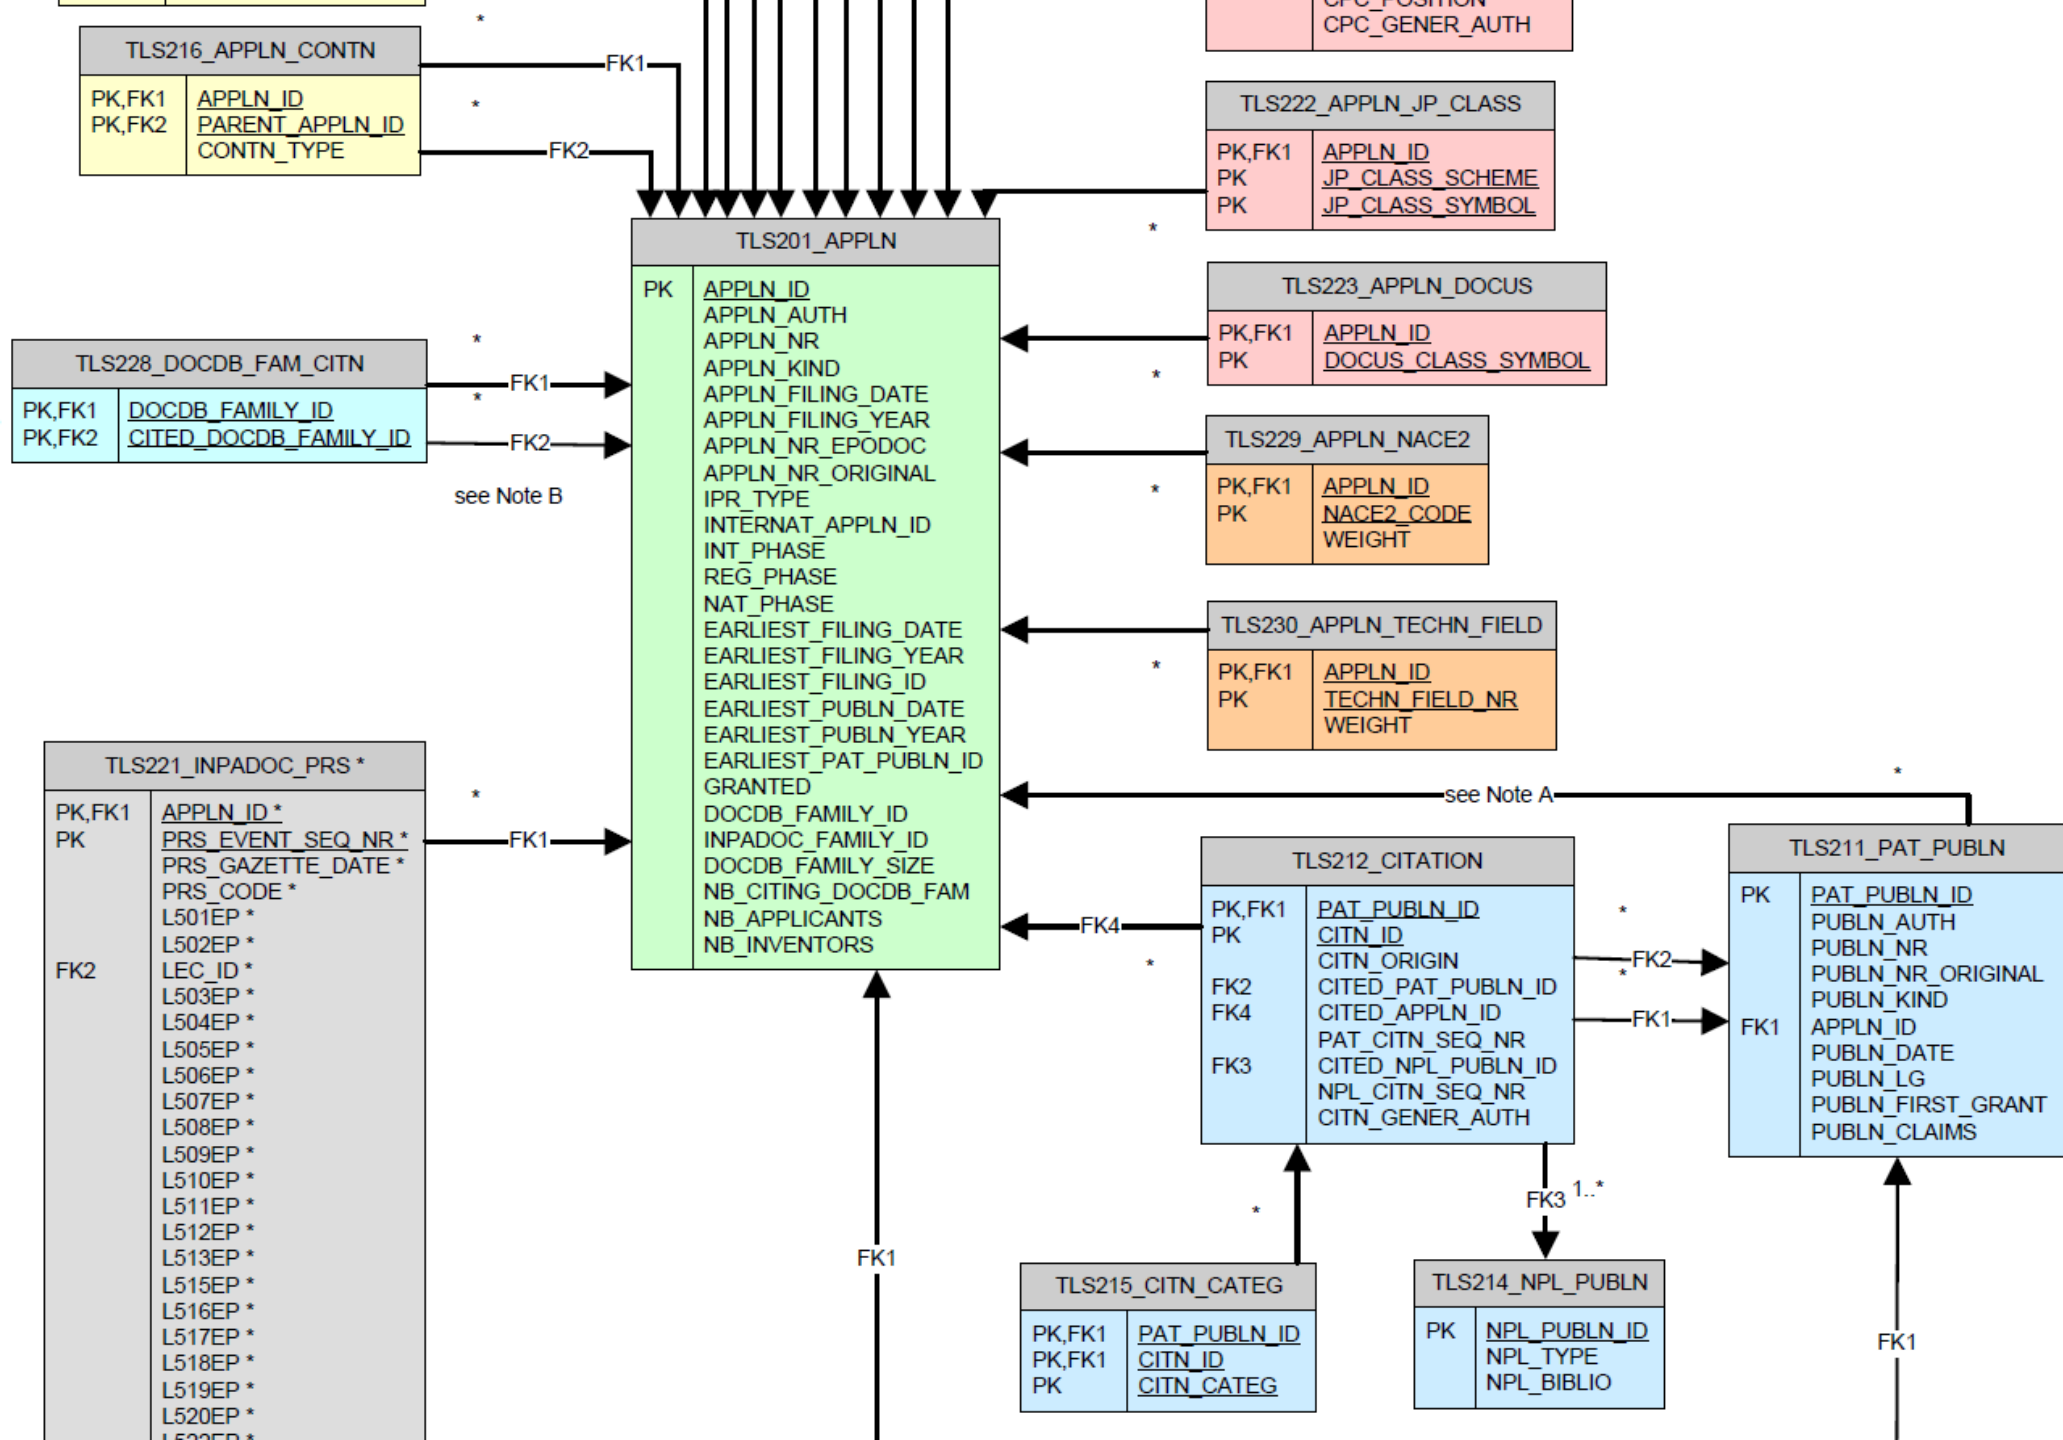 CPC_POSITION
CPC_GENER_AUTH
*
TLS216_APPLN_CONTN
PK,FK1 APPLN_ID
PK,FK2 PARENT_APPLN_ID
CONTN_TYPE
FK1
*
FK2
TLS222_APPLN_JP_CLASS
PK,FK1 APPLN_ID
PK JP_CLASS_SCHEME
PK JP_CLASS_SYMBOL
*
TLS201_APPLN
PK APPLN_ID
APPLN_AUTH
APPLN_NR
APPLN_KIND
APPLN_FILING_DATE
APPLN_FILING_YEAR
APPLN_NR_EPODOC
APPLN_NR_ORIGINAL
IPR_TYPE
INTERNAT_APPLN_ID
INT_PHASE
REG_PHASE
NAT_PHASE
EARLIEST_FILING_DATE
EARLIEST_FILING_YEAR
EARLIEST_FILING_ID
EARLIEST_PUBLN_DATE
EARLIEST_PUBLN_YEAR
EARLIEST_PAT_PUBLN_ID
GRANTED
DOCDB_FAMILY_ID
INPADOC_FAMILY_ID
DOCDB_FAMILY_SIZE
NB_CITING_DOCDB_FAM
NB_APPLICANTS
NB_INVENTORS
TLS223_APPLN_DOCUS
PK,FK1 APPLN_ID
PK DOCUS_CLASS_SYMBOL
*
TLS228_DOCDB_FAM_CITN
PK,FK1 DOCDB_FAMILY_ID
PK,FK2 CITED_DOCDB_FAMILY_ID
*
FK1
*
FK2
see Note B
TLS229_APPLN_NACE2
PK,FK1 APPLN_ID
PK NACE2_CODE
WEIGHT
*
TLS230_APPLN_TECHN_FIELD
PK,FK1 APPLN_ID
PK TECHN_FIELD_NR
WEIGHT
*
TLS221_INPADOC_PRS *
PK,FK1 APPLN_ID *
PK PRS_EVENT_SEQ_NR *
PRS_GAZETTE_DATE *
PRS_CODE *
L501EP *
L502EP *
FK2 LEC_ID *
L503EP *
L504EP *
L505EP *
L506EP *
L507EP *
L508EP *
L509EP *
L510EP *
L511EP *
L512EP *
L513EP *
L515EP *
L516EP *
L517EP *
L518EP *
L519EP *
L520EP *
*
FK1
*
see Note A
TLS212_CITATION
PK,FK1 PAT_PUBLN_ID
PK CITN_ID
CITN_ORIGIN
FK2 CITED_PAT_PUBLN_ID
FK4 CITED_APPLN_ID
PAT_CITN_SEQ_NR
FK3 CITED_NPL_PUBLN_ID
NPL_CITN_SEQ_NR
CITN_GENER_AUTH
FK4
*
*
FK2
*
FK1
TLS211_PAT_PUBLN
PK PAT_PUBLN_ID
PUBLN_AUTH
PUBLN_NR
PUBLN_NR_ORIGINAL
PUBLN_KIND
FK1 APPLN_ID
PUBLN_DATE
PUBLN_LG
PUBLN_FIRST_GRANT
PUBLN_CLAIMS
FK3 1..*
*
FK1
TLS215_CITN_CATEG
PK,FK1 PAT_PUBLN_ID
PK,FK1 CITN_ID
PK CITN_CATEG
TLS214_NPL_PUBLN
PK NPL_PUBLN_ID
NPL_TYPE
NPL_BIBLIO
FK1